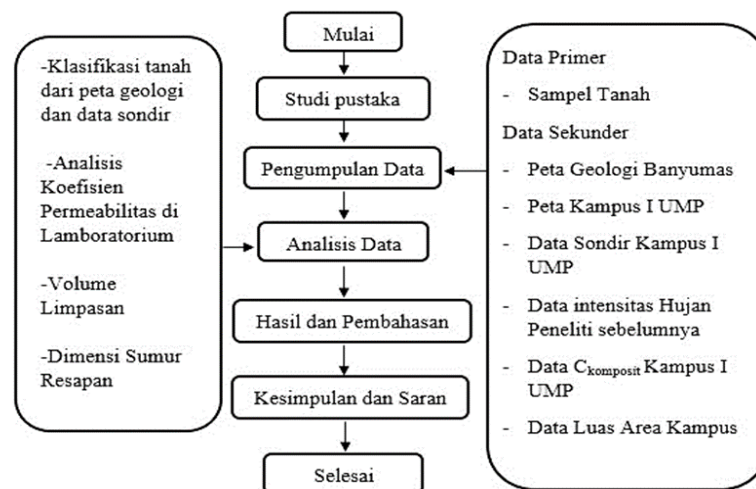 Mulai
Studi pustaka
Pengumpulan Data
Analisis Data
Hasil dan Pembahasan
Kesimpulan dan Saran
Selesai
-Klasifikasi tanah
dari peta geologi
dan data sondir
-Analisis
Koefisien
Permeabilitas di
Lamboratorium
-Volume
Limpasan
-Dimensi Sumur
Resapan
Data Primer
- Sampel Tanah
Data Sekunder
- Peta Geologi Banyumas
- Peta Kampus I UMP
- Data Sondir Kampus I
UMP
- Data intensitas Hujan
Peneliti sebelumnya
- Data Ckomposit Kampus I
UMP
- Data Luas Area Kampus